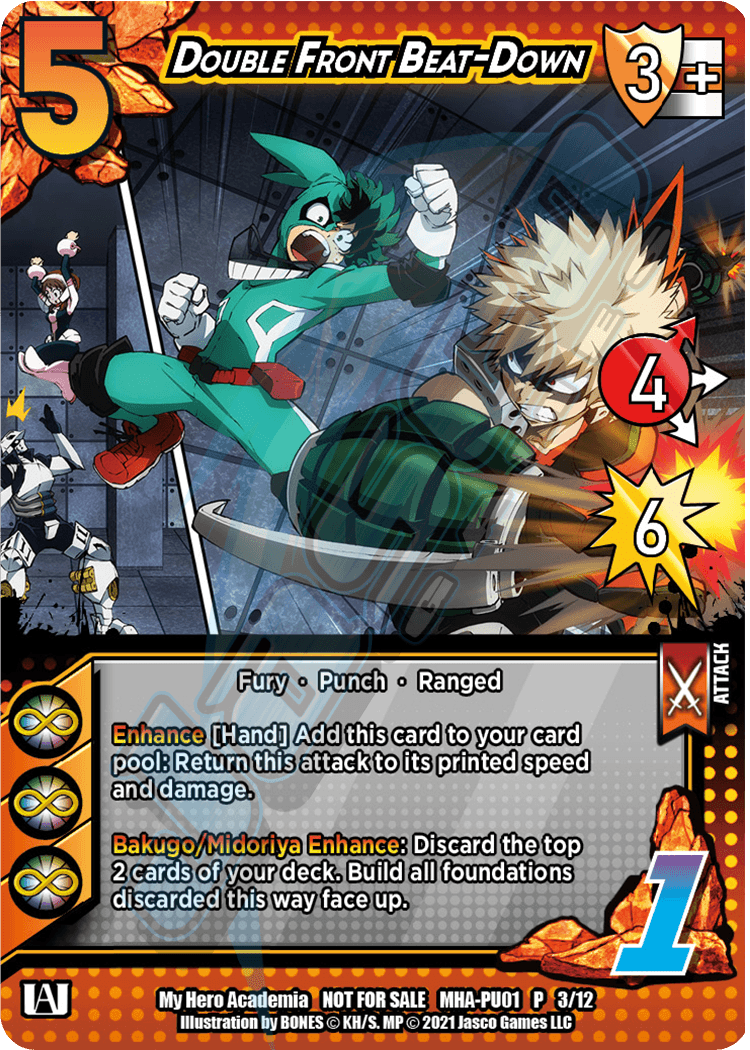 5
DOUBLE FRONT BEAT-DOWN
3
+
4
6
ATTACK
Fury • Punch • Ranged
Enhance [Hand] Add this card to your card
pool: Return this attack to its printed speed
and damage.
Bakugo/Midoriya Enhance: Discard the top
2 cards of your deck. Build all foundations
discarded this way face up.
1
UA
My Hero Academia NOT FOR SALE MHA-PU01 P 3/12
Illustration by BONES © KH/S. MP © 2021 Jasco Games LLC